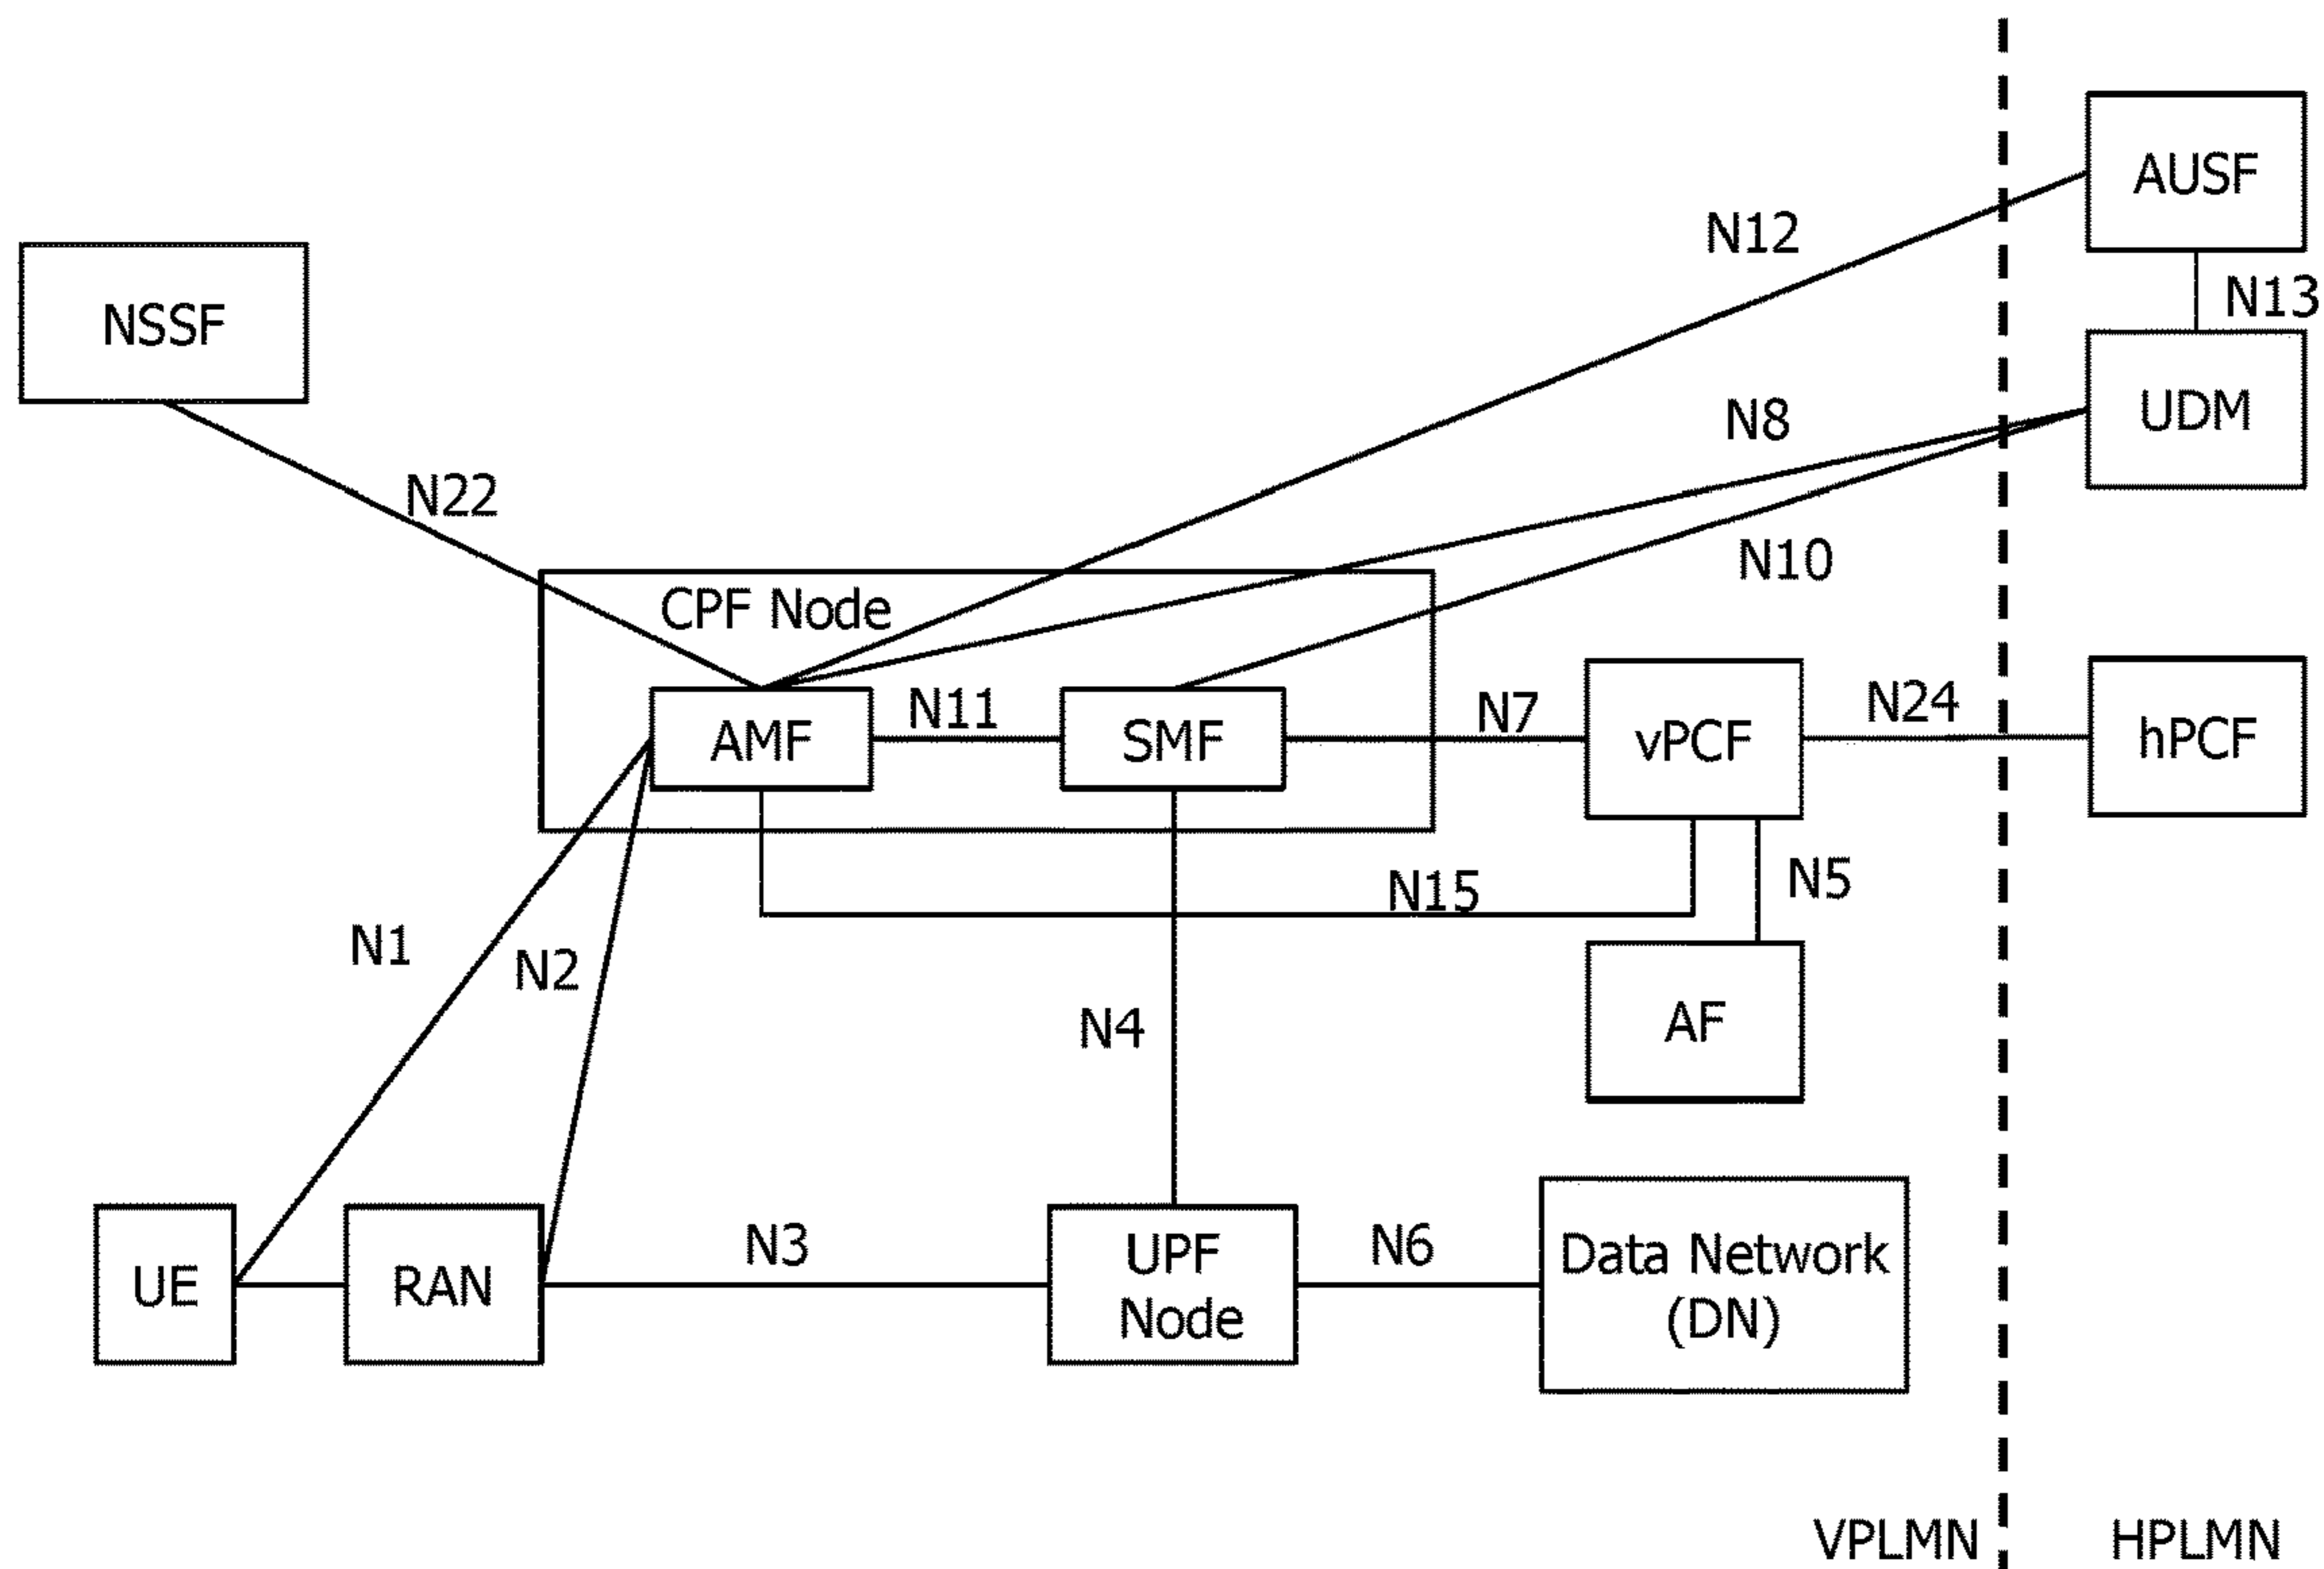 AUSF
N12
N13
NSSF
N8
UDM
N22
N10
CPF Node
AMF
N11
SMF
N7
vPCF
N24
hPCF
N15
N5
N1
N2
N4
AF
UE
RAN
N3
UPF
Node
N6
Data Network
(DN)
VPLMN
HPLMN